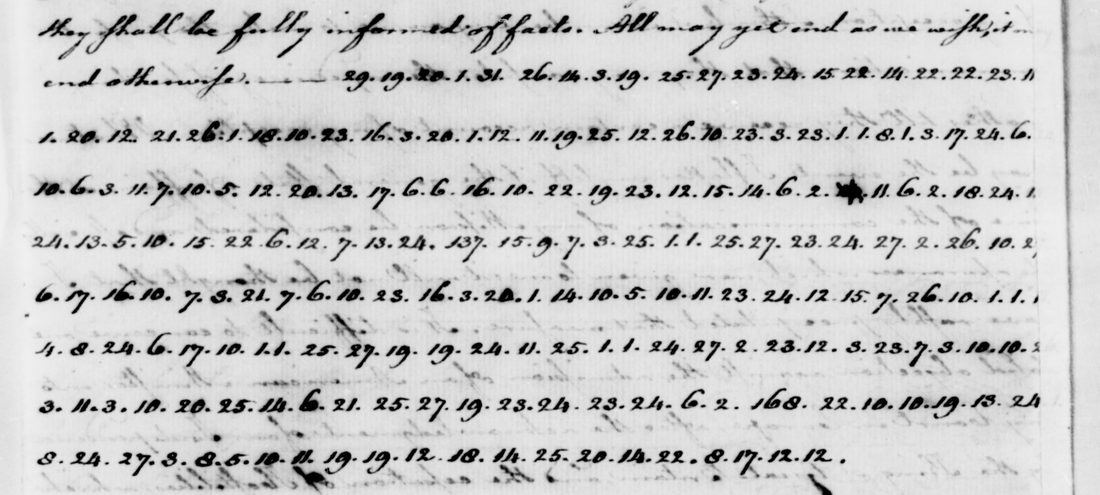 they shall be fully informed of facts. All may yet end as we wish, it
end otherwise. — — 29. 19. 20. 1. 31. 26. 14. 3. 19. 25. 27. 23. 24. 15. 22. 14. 22. 22. 23.
1. 20. 12. 21. 26. 1. 18. 10. 23. 16. 3. 20. 1. 12. 11. 19. 25. 12. 26. 10. 23. 3. 23. 1. 1. 8. 1. 3. 17. 24. 6.
10. 6. 3. 11. 7. 10. 5. 12. 20. 13. 17. 6. 6. 16. 10. 22. 19. 23. 12. 15. 14. 6. 2. 11. 6. 2. 18. 24.
24. 13. 5. 10. 15. 22. 6. 12. 7. 13. 24. 137. 15. 9. 7. 3. 25. 1. 1. 25. 27. 23. 24. 27. 2. 26. 10.
6. 17. 16. 10. 7. 3. 21. 7. 6. 10. 23. 16. 3. 20. 1. 14. 10. 5. 10. 11. 23. 24. 12. 15. 7. 26. 10. 1. 1.
4. 8. 24. 6. 17. 10. 1. 1. 25. 27. 19. 19. 24. 11. 25. 1. 1. 24. 27. 2. 23. 12. 3. 23. 7. 3. 10. 10.
3. 11. 3. 10. 20. 25. 14. 6. 21. 25. 27. 19. 23. 24. 23. 24. 6. 2. 168. 22. 10. 10. 19. 13. 24
8. 24. 27. 3. 8. 5. 10. 11. 19. 19. 12. 18. 14. 25. 20. 14. 22. 8. 17. 12. 12.